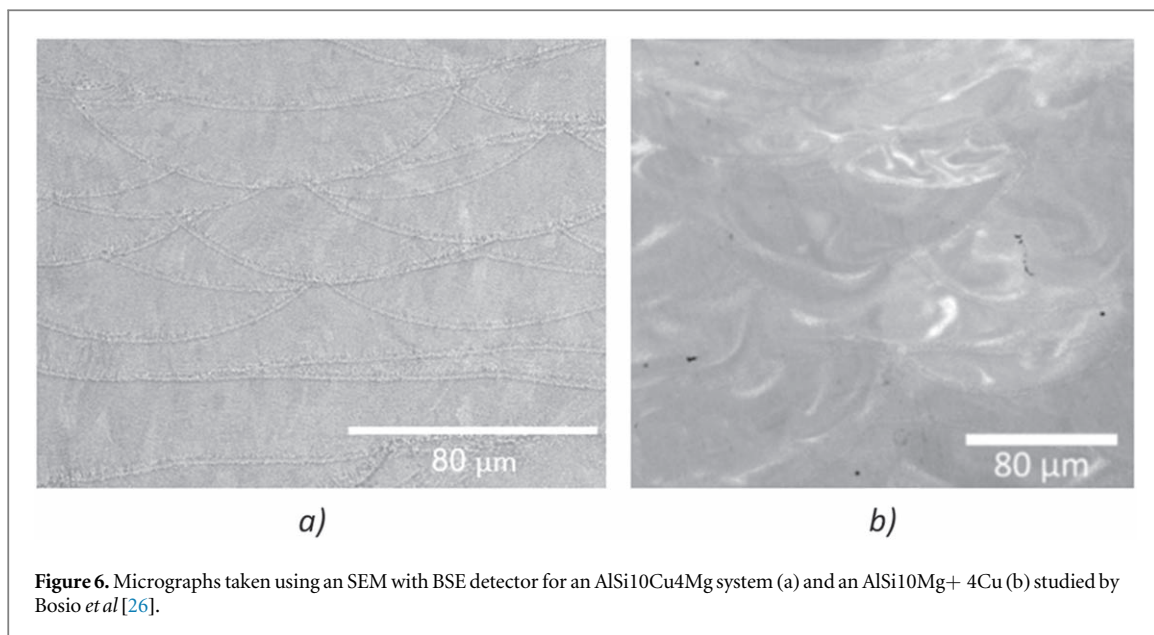 80 μm
80 μm
a)
b)
Figure 6. Micrographs taken using an SEM with BSE detector for an AlSi10Cu4Mg system (a) and an AlSi10Mg+ 4Cu (b) studied by
Bosio et al [26].